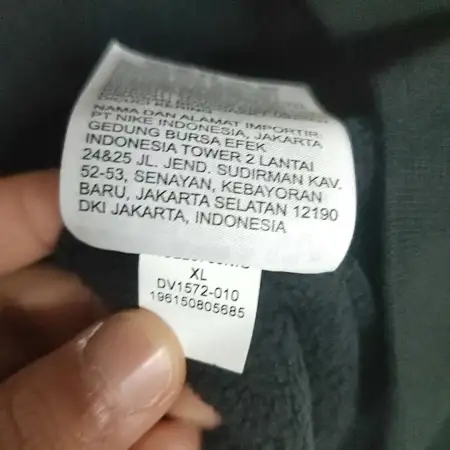 NAMA DAN ALAMAT IMPORTIR:
PT NIKE INDONESIA, JAKARTA
GEDUNG BURSA EFEK
INDONESIA TOWER 2 LANTAI
24&25 JL. JEND. SUDIRMAN KAV.
52-53, SENAYAN, KEBAYORAN
BARU, JAKARTA SELATAN 12190
DKI JAKARTA, INDONESIA
XL
DV1572-010
196150805685